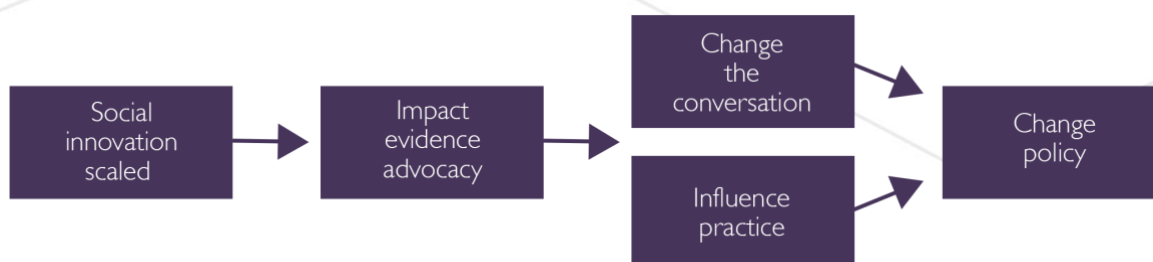 Social
innovation
scaled
Impact
evidence
advocacy
Change
the
conversation
Influence
practice
Change
policy